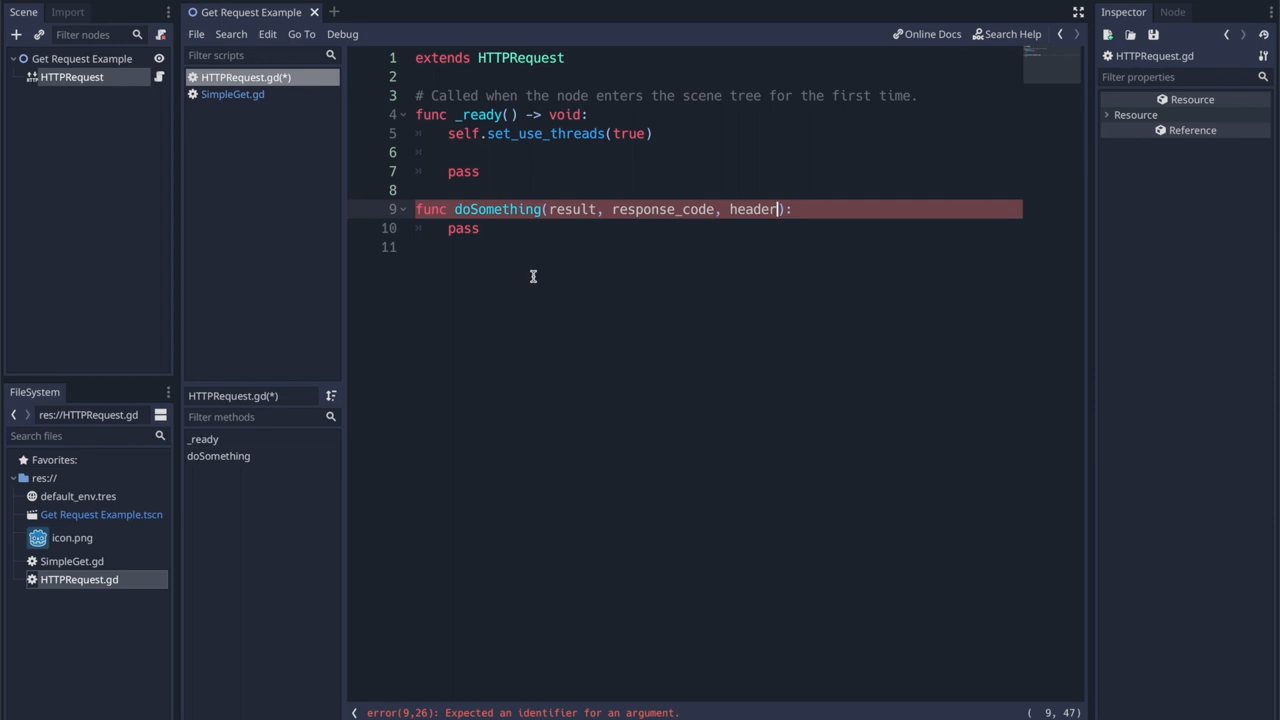 Scene
Import
Filter nodes
Get Request Example
HTTPRequest
FileSystem
res://HTTPRequest.gd
Search files
Favorites:
res://
default_env.tres
Get Request Example.tscn
icon.png
SimpleGet.gd
HTTPRequest.gd
Get Request Example
File Search Edit Go To Debug
Online Docs
Search Help
Filter scripts
HTTPRequest.gd(*)
SimpleGet.gd
HTTPRequest.gd(*)
Filter methods
_ready
doSomething
1 extends HTTPRequest
2
3 # Called when the node enters the scene tree for the first time.
4 func _ready() -> void:
5 self.set_use_threads(true)
6
7 pass
8
9 func doSomething(result, response_code, header):
10 pass
11
error(9,26): Expected an identifier for an argument.
( 9, 47)
Inspector
Node
HTTPRequest.gd
Filter properties
Resource
Resource
Reference